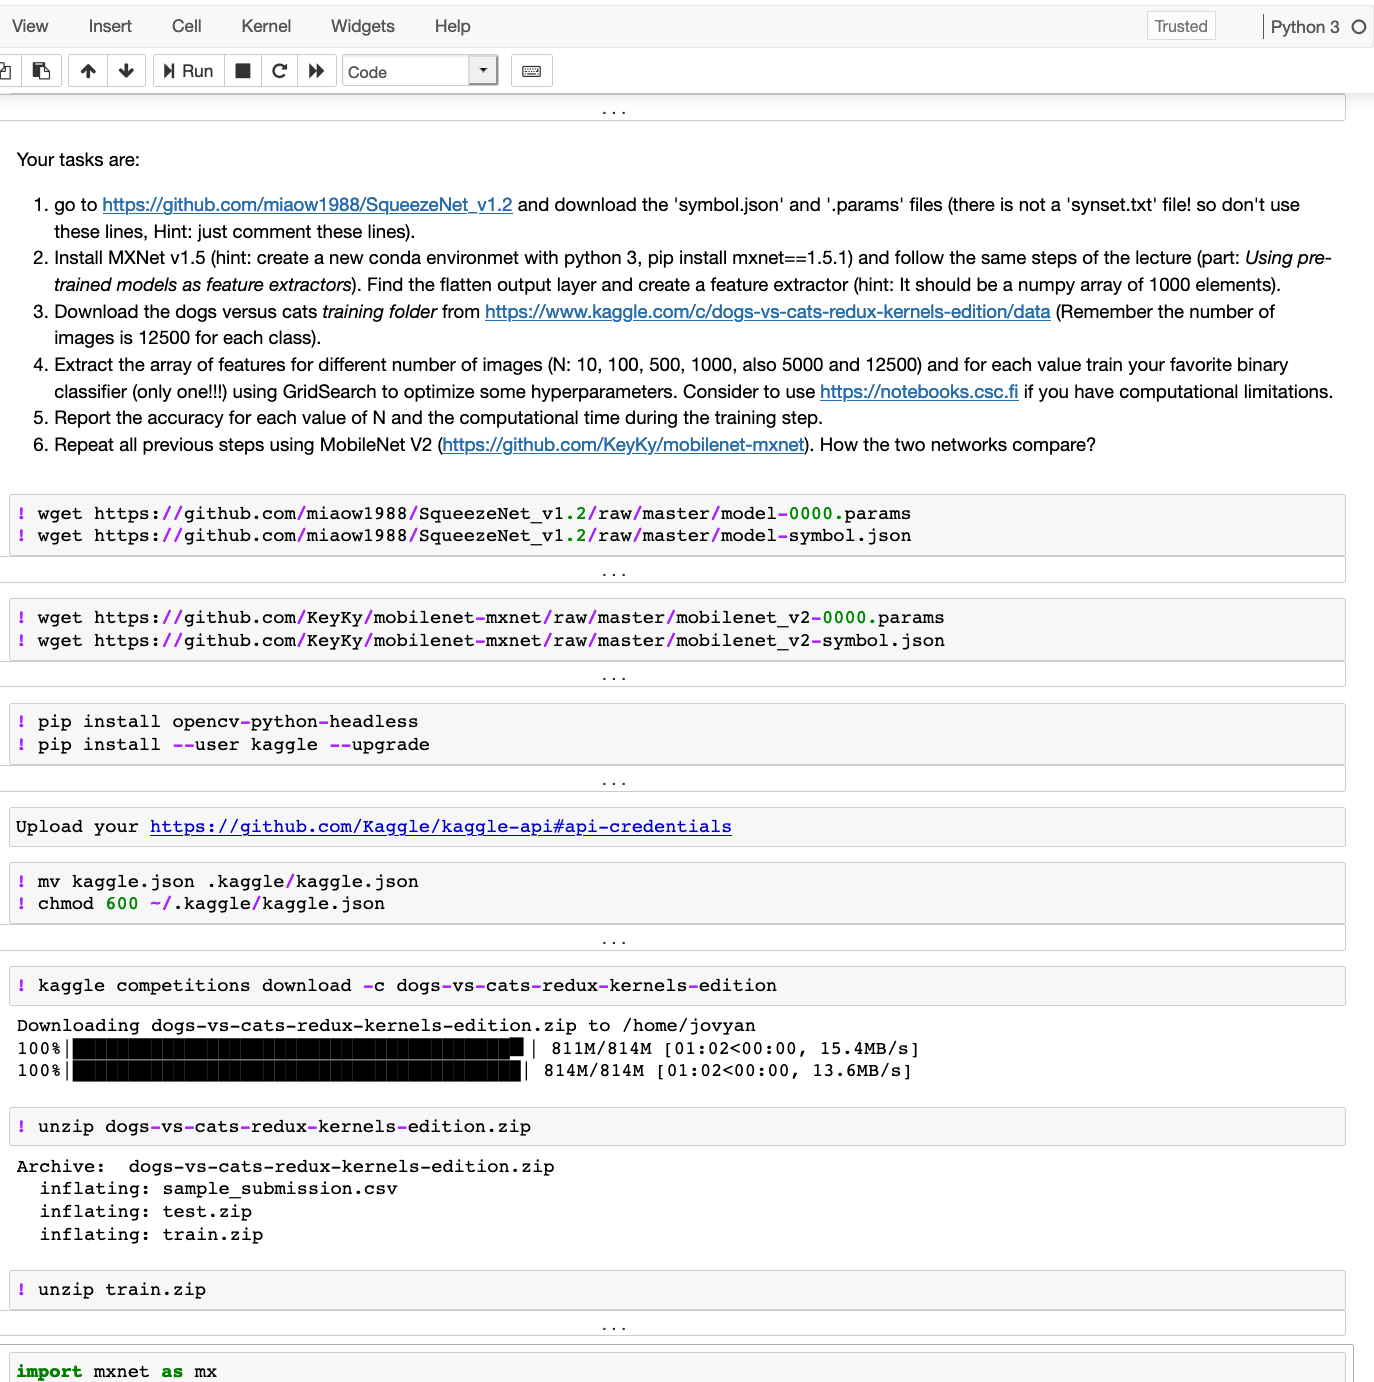 View Insert Cell Kernel Widgets Help Trusted Python 3
Run Code
...
Your tasks are:
1. go to https://github.com/miaow1988/SqueezeNet_v1.2 and download the 'symbol.json' and '.params' files (there is not a 'synset.txt' file! so don't use
these lines, Hint: just comment these lines).
2. Install MXNet v1.5 (hint: create a new conda environmet with python 3, pip install mxnet==1.5.1) and follow the same steps of the lecture (part: Using pre-
trained models as feature extractors). Find the flatten output layer and create a feature extractor (hint: It should be a numpy array of 1000 elements).
3. Download the dogs versus cats training folder from https://www.kaggle.com/c/dogs-vs-cats-redux-kernels-edition/data (Remember the number of
images is 12500 for each class).
4. Extract the array of features for different number of images (N: 10, 100, 500, 1000, also 5000 and 12500) and for each value train your favorite binary
classifier (only one!!!) using GridSearch to optimize some hyperparameters. Consider to use https://notebooks.csc.fi if you have computational limitations.
5. Report the accuracy for each value of N and the computational time during the training step.
6. Repeat all previous steps using MobileNet V2 (https://github.com/KeyKy/mobilenet-mxnet). How the two networks compare?
! wget https://github.com/miaow1988/SqueezeNet_v1.2/raw/master/model-0000.params
! wget https://github.com/miaow1988/SqueezeNet_v1.2/raw/master/model-symbol.json
...
! wget https://github.com/KeyKy/mobilenet-mxnet/raw/master/mobilenet_v2-0000.params
! wget https://github.com/KeyKy/mobilenet-mxnet/raw/master/mobilenet_v2-symbol.json
...
! pip install opencv-python-headless
! pip install --user kaggle --upgrade
...
Upload your https://github.com/Kaggle/kaggle-api#api-credentials
! mv kaggle.json .kaggle/kaggle.json
! chmod 600 ~/.kaggle/kaggle.json
...
! kaggle competitions download -c dogs-vs-cats-redux-kernels-edition
Downloading dogs-vs-cats-redux-kernels-edition.zip to /home/jovyan
100%| | 811M/814M [01:02<00:00, 15.4MB/s]
100%| | 814M/814M [01:02<00:00, 13.6MB/s]
! unzip dogs-vs-cats-redux-kernels-edition.zip
Archive: dogs-vs-cats-redux-kernels-edition.zip
inflating: sample_submission.csv
inflating: test.zip
inflating: train.zip
! unzip train.zip
...
import mxnet as mx